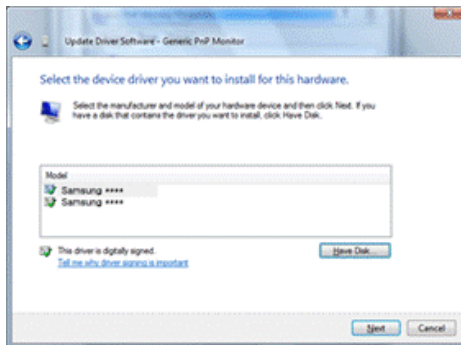 Update Driver Software - Generic PnP Monitor
Select the device driver you want to install for this hardware.
Select the manufacturer and model of your hardware device and then click Next. If you
have a disk that contains the driver you want to install, click Have Disk.
Model
Samsung ****
Samsung ****
This driver is digitally signed.
Have Disk...
Tell me why driver signing is important
Next
Cancel